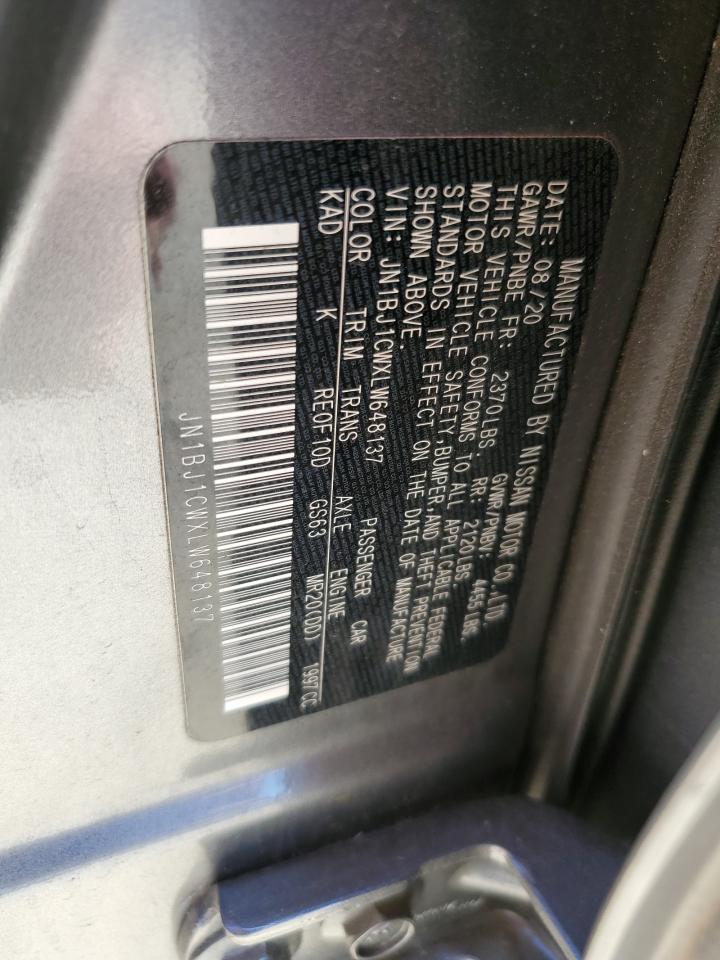 MANUFACTURED BY NISSAN MOTOR CO.,LTD.
DATE: 08/20 GVWR/PNBV: 4455 LBS.
GAWR/PNBE FR: 2370LBS. RR: 2120LBS
THIS VEHICLE CONFORMS TO ALL APPLICABLE FEDERAL
MOTOR VEHICLE SAFETY,BUMPER,AND THEFT PREVENTION
STANDARDS IN EFFECT ON THE DATE OF MANUFACTURE
SHOWN ABOVE.
VIN: JN1BJ1CWXLW648137 PASSENGER CAR
COLOR TRIM TRANS AXLE ENGINE
KAD K RE0F10D GS63 MR20(DD) 1997CC
JN1BJ1CWXLW648137